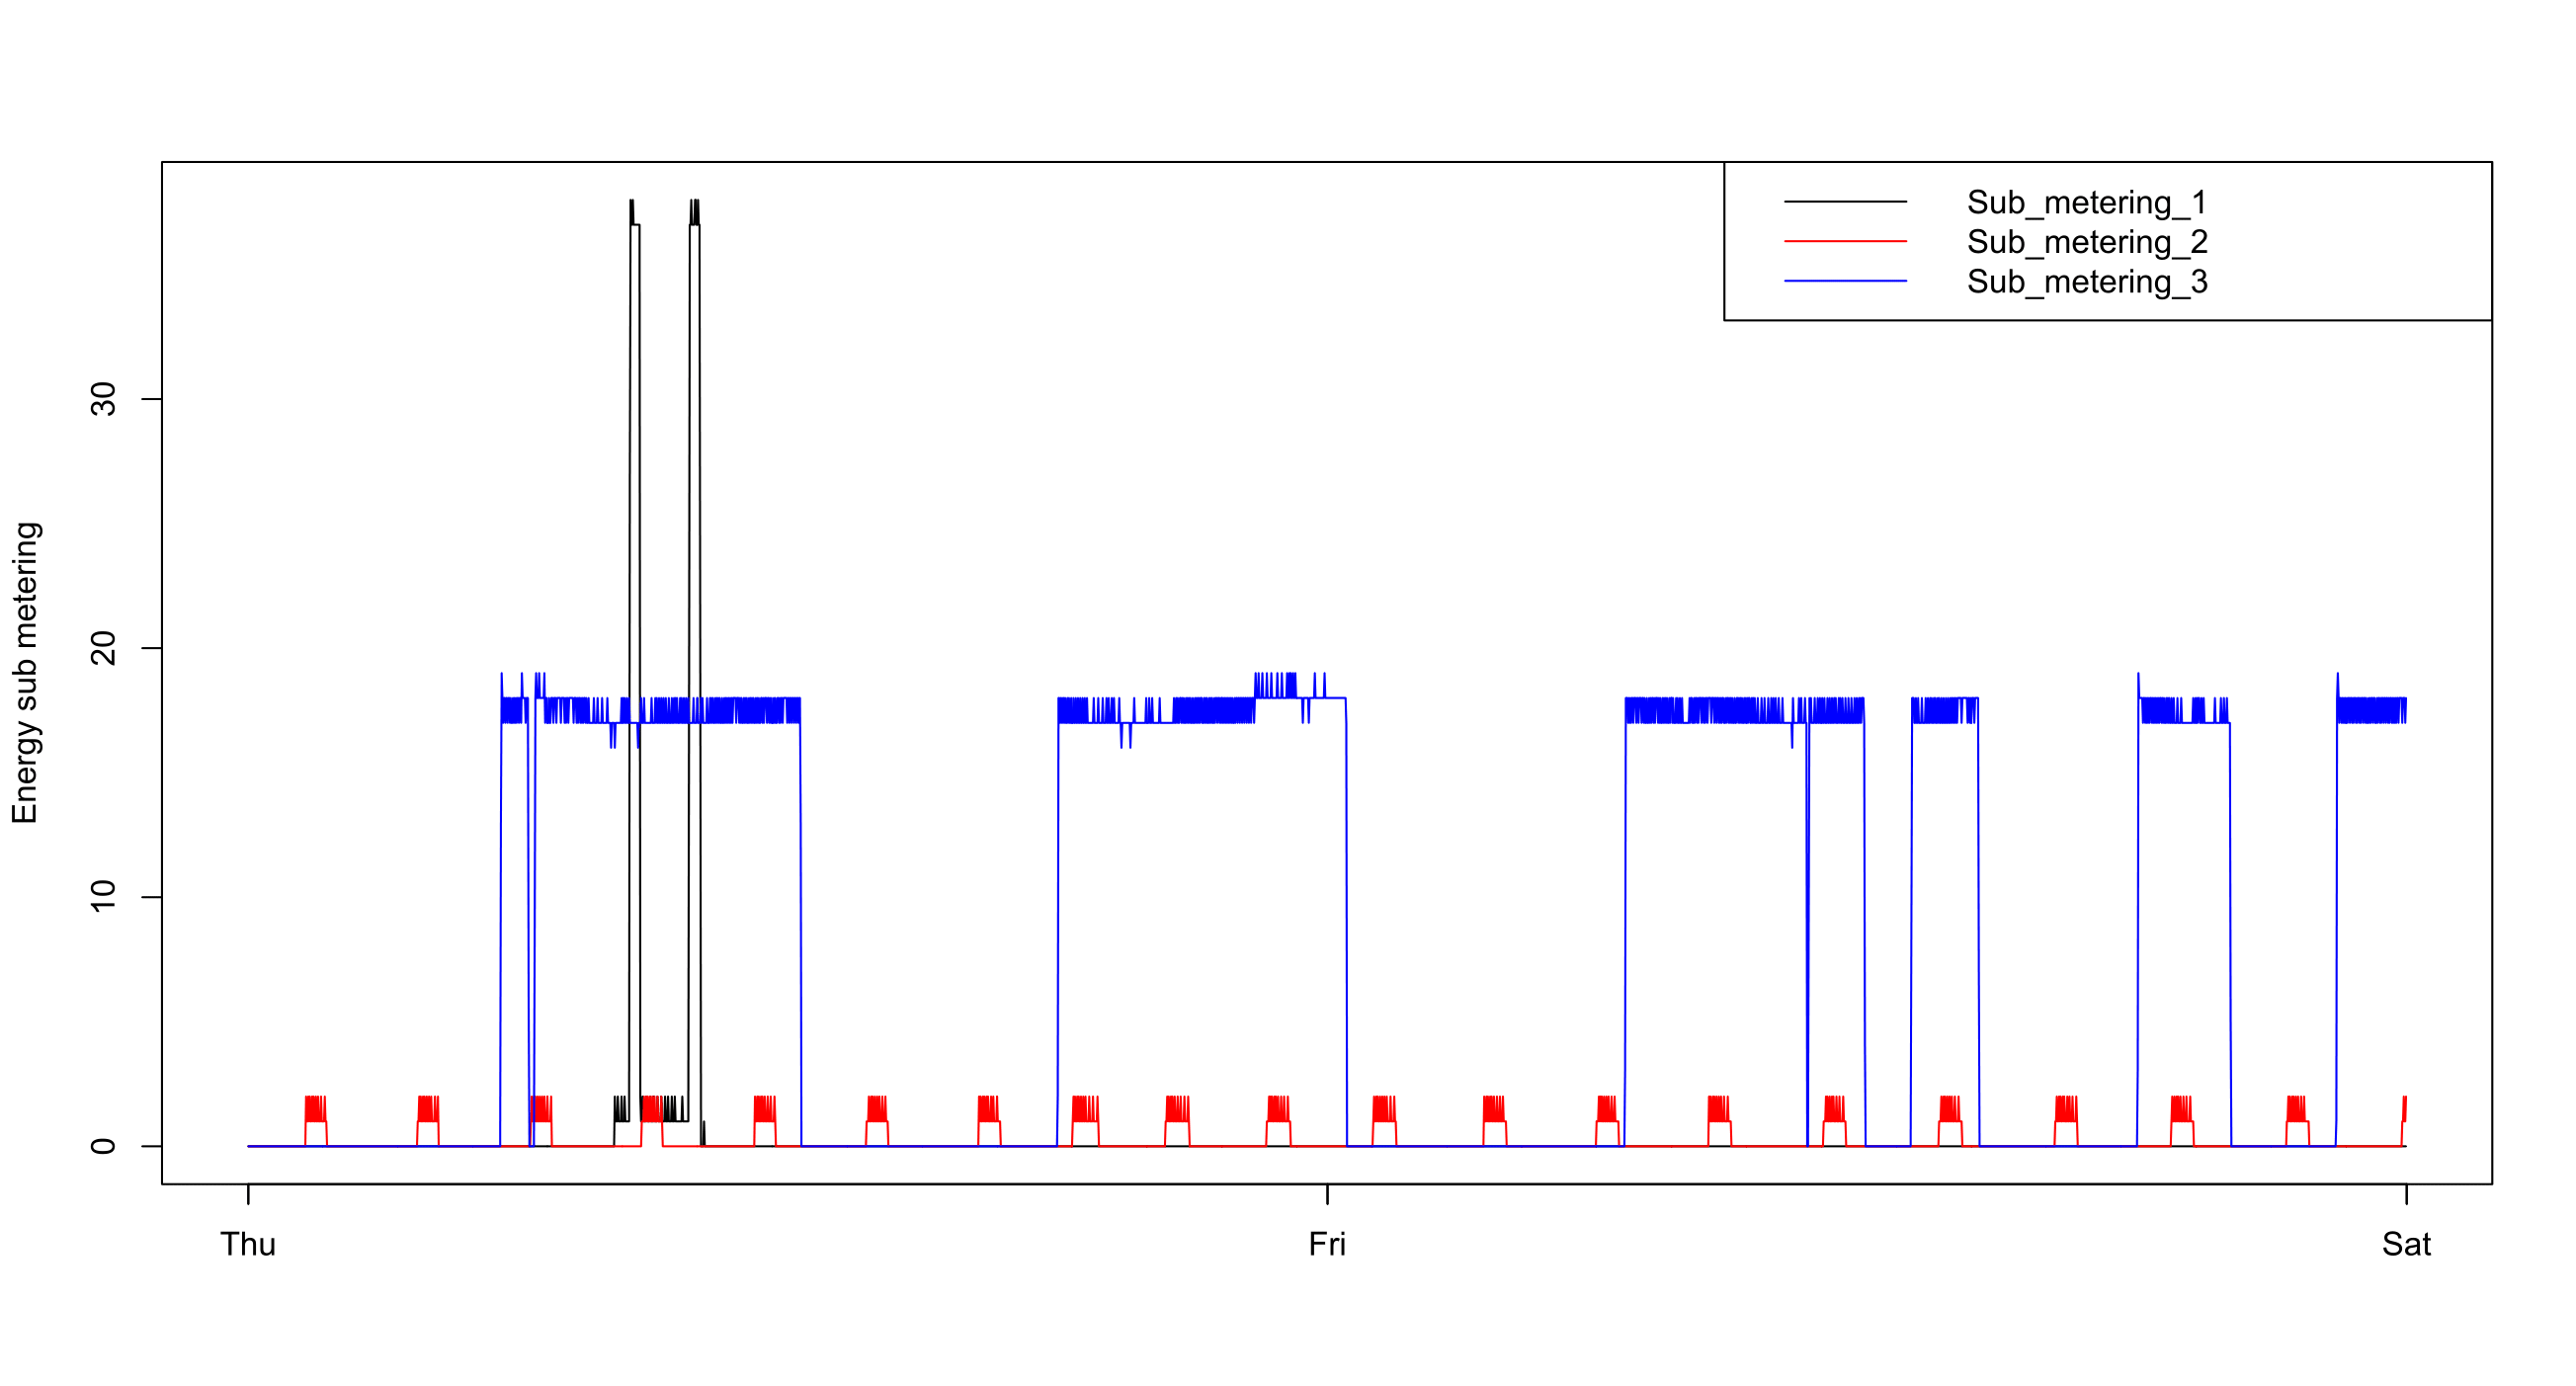 Sub_metering_1
Sub_metering_2
Sub_metering_3
Energy sub metering
30
20
10
0
Thu Fri Sat